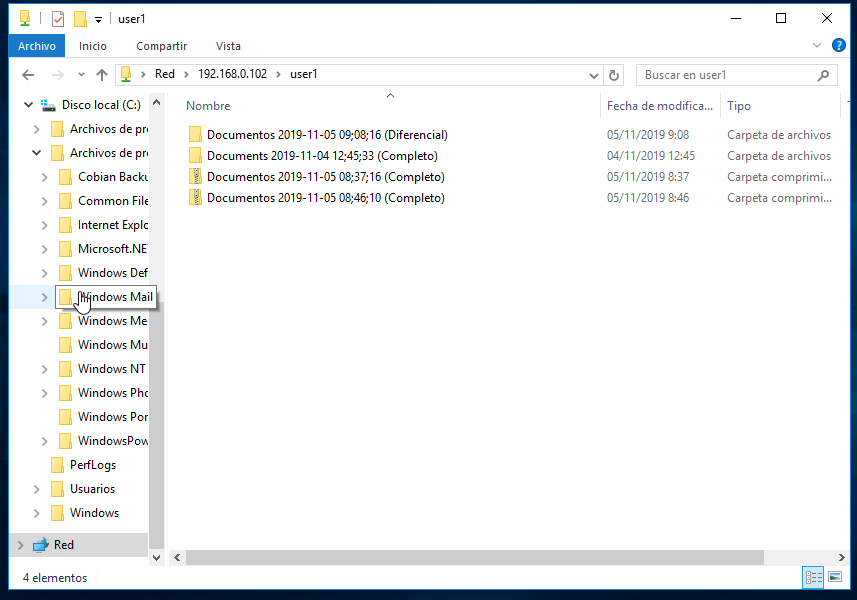 user1
Archivo Inicio Compartir Vista
Red 192.168.0.102 user1
Buscar en user1
Disco local (C:)
Archivos de pro
Archivos de pro
Cobian Backu
Common File
Internet Explo
Microsoft.NET
Windows Def
Windows Mail
Windows Me
Windows Mu
Windows NT
Windows Pho
Windows Por
WindowsPow
PerfLogs
Usuarios
Windows
Red
Nombre Fecha de modifica... Tipo
Documentos 2019-11-05 09;08;16 (Diferencial) 05/11/2019 9:08 Carpeta de archivos
Documents 2019-11-04 12;45;33 (Completo) 04/11/2019 12:45 Carpeta de archivos
Documentos 2019-11-05 08;37;16 (Completo) 05/11/2019 8:37 Carpeta comprimi...
Documentos 2019-11-05 08;46;10 (Completo) 05/11/2019 8:46 Carpeta comprimi...
4 elementos